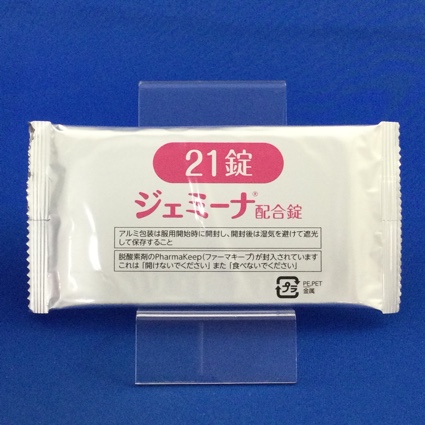 21錠
ジェミーナ®配合錠
アルミ包装は服用開始時に開封し、開封後は湿気を避けて遮光
して保存すること
脱酸素剤のPharmaKeep(ファーマキープ)が封入されています
これは「開けないでください」また「食べないでください」
プラ
PE,PET
金属